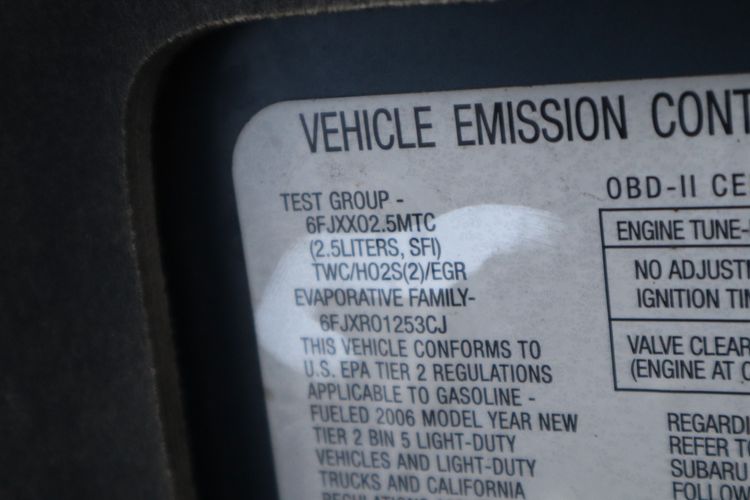 VEHICLE EMISSION CONT
TEST GROUP -
6FJXX02.5MTC
(2.5LITERS, SFI)
TWC/HO2S(2)/EGR
EVAPORATIVE FAMILY-
6FJXR01253CJ
THIS VEHICLE CONFORMS TO
U.S. EPA TIER 2 REGULATIONS
APPLICABLE TO GASOLINE -
FUELED 2006 MODEL YEAR NEW
TIER 2 BIN 5 LIGHT-DUTY
VEHICLES AND LIGHT-DUTY
TRUCKS AND CALIFORNIA
OBD-II CE
ENGINE TUNE-
NO ADJUST
IGNITION TI
VALVE CLEAR
(ENGINE AT
REGARDI
REFER TO
SUBARU
FOLLOW